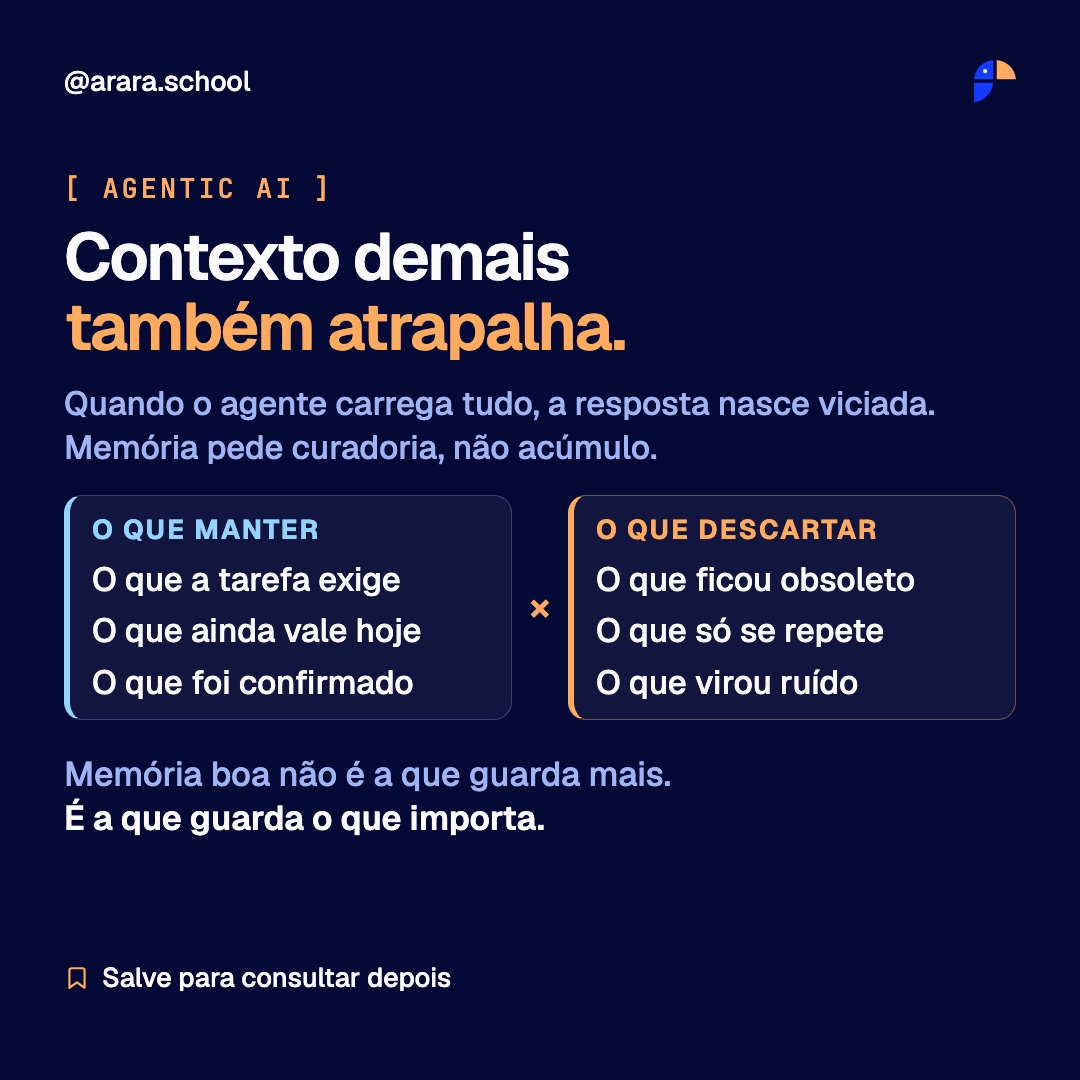 @arara.school
[ AGENTIC AI ]
Contexto demais
também atrapalha.
Quando o agente carrega tudo, a resposta nasce viciada.
Memória pede curadoria, não acúmulo.
O QUE MANTER
O que a tarefa exige
O que ainda vale hoje
O que foi confirmado
×
O QUE DESCARTAR
O que ficou obsoleto
O que só se repete
O que virou ruído
Memória boa não é a que guarda mais.
É a que guarda o que importa.
Salve para consultar depois